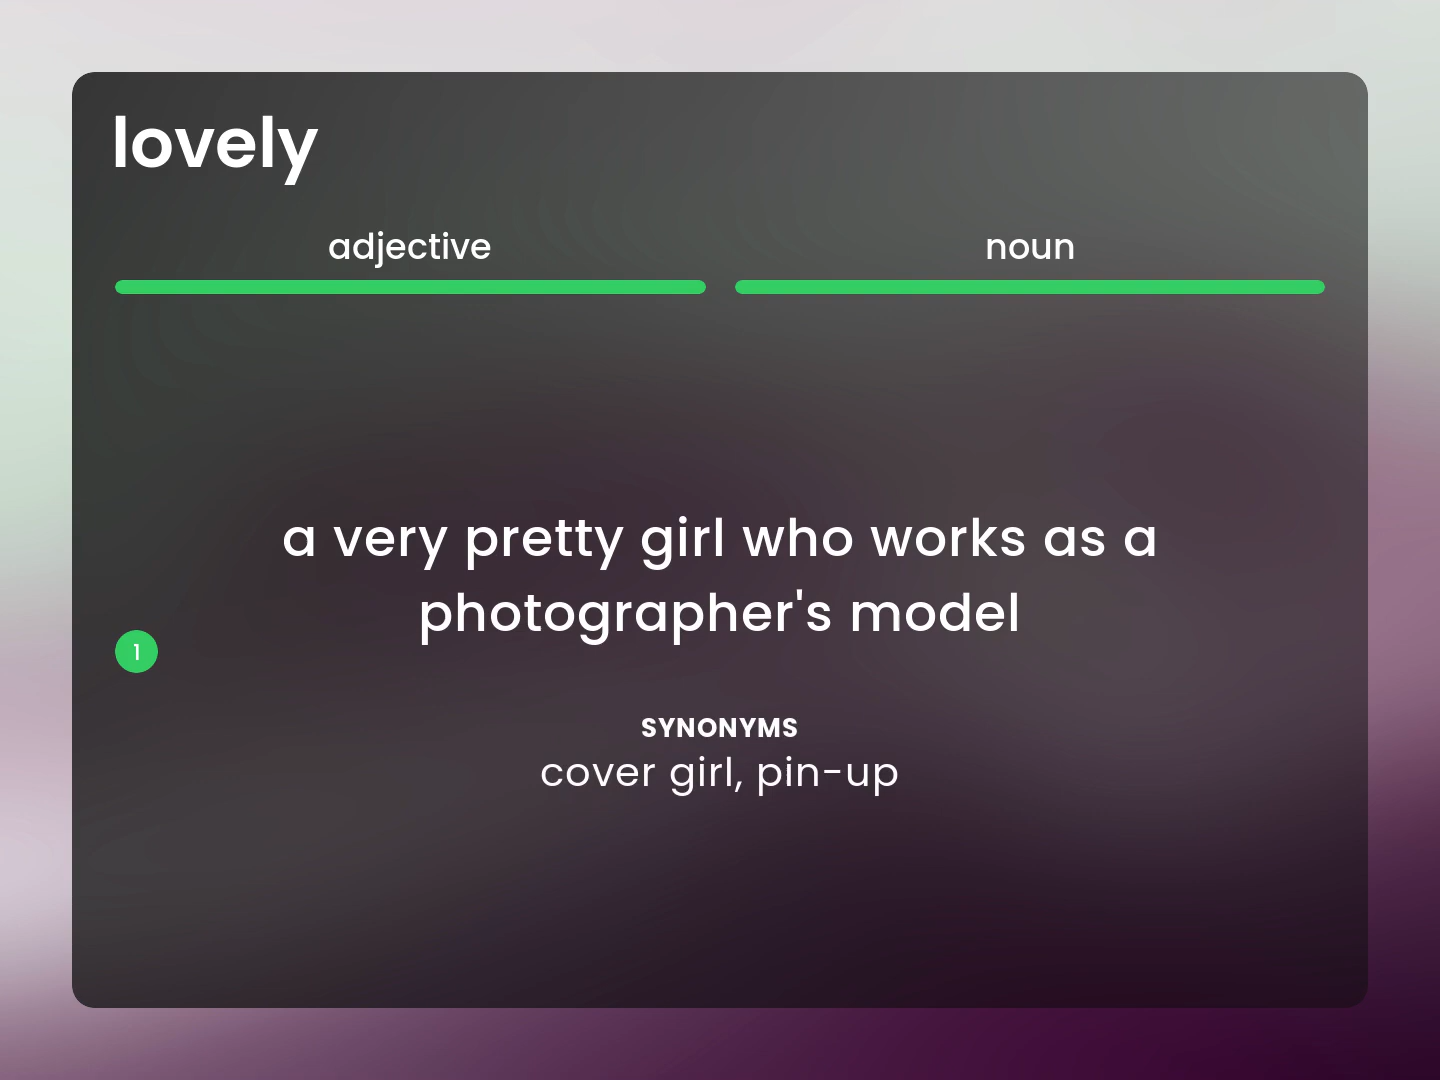 lovely
adjective
noun
a very pretty girl who works as a
photographer's model
1
SYNONYMS
cover girl, pin-up